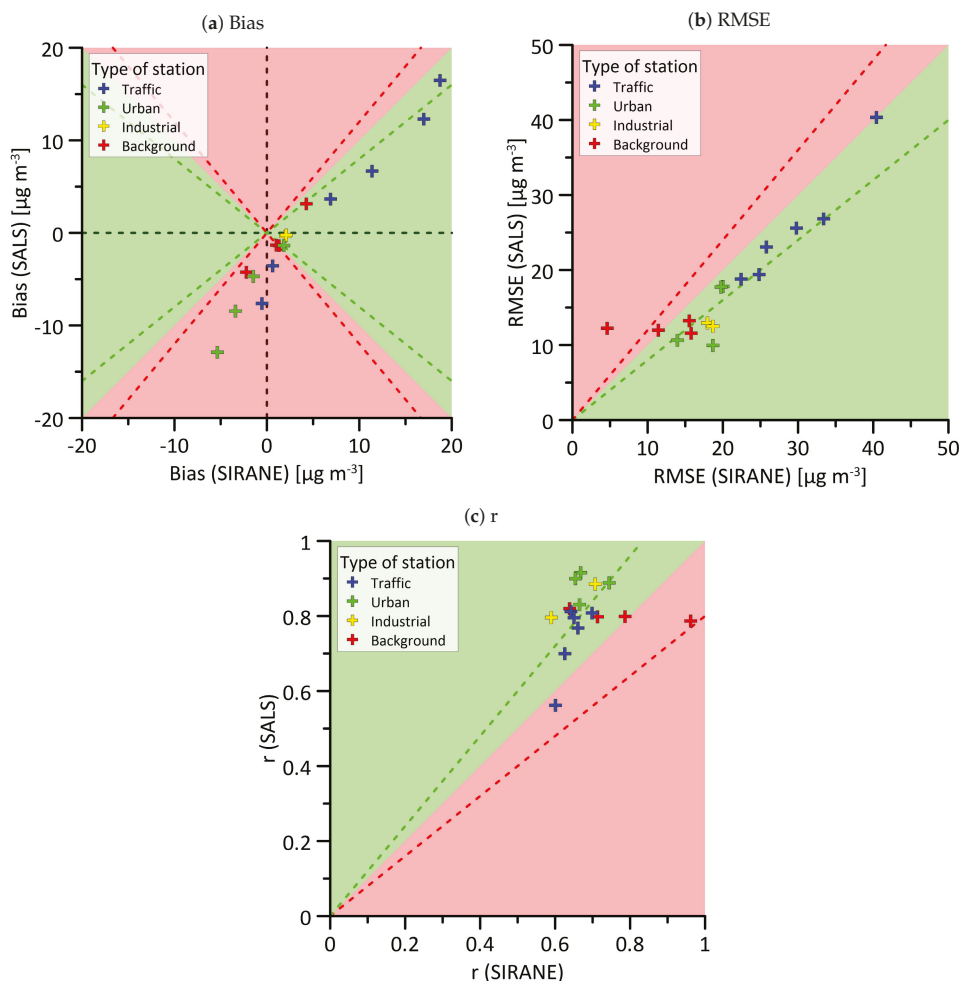 (a) Bias
20
10
0
-10
-20
-20
-10
0
10
20
Bias (SALS) [µg m-3]
Bias (SIRANE) [µg m-3]
Type of station
Traffic
Urban
Industrial
Background
(b) RMSE
50
40
30
20
10
0
0
10
20
30
40
50
RMSE (SALS) [µg m-3]
RMSE (SIRANE) [µg m-3]
Type of station
Traffic
Urban
Industrial
Background
(c) r
1
0.8
0.6
0.4
0.2
0
0
0.2
0.4
0.6
0.8
1
r (SALS)
r (SIRANE)
Type of station
Traffic
Urban
Industrial
Background